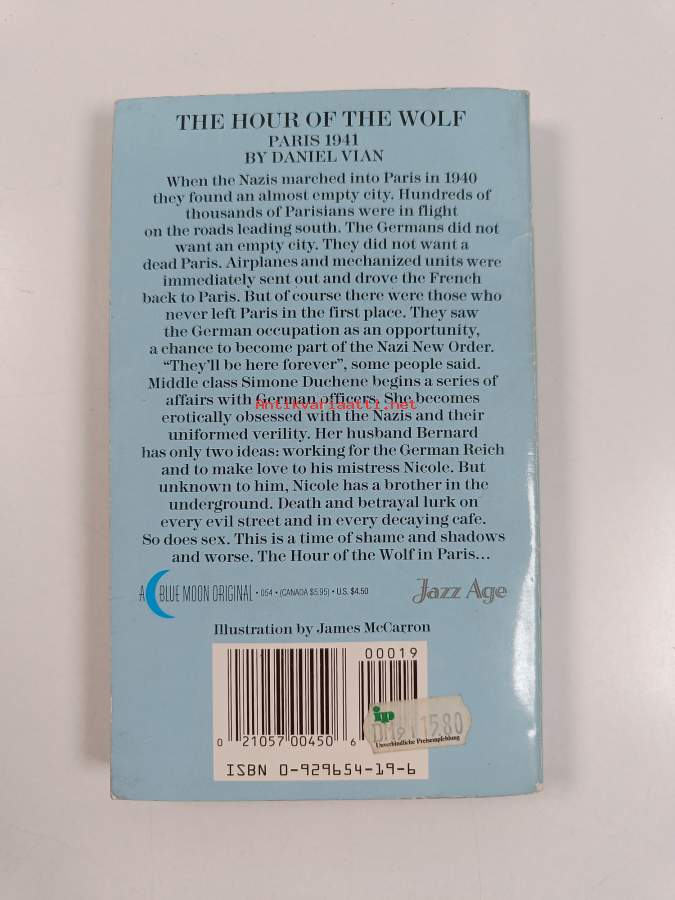 THE HOUR OF THE WOLF
PARIS 1941
BY DANIEL VIAN
When the Nazis marched into Paris in 1940
they found an almost empty city. Hundreds of
thousands of Parisians were in flight
on the roads leading south. The Germans did not
want an empty city. They did not want a
dead Paris. Airplanes and mechanized units were
immediately sent out and drove the French
back to Paris. But of course there were those who
never left Paris in the first place. They saw
the German occupation as an opportunity,
a chance to become part of the Nazi New Order.
“They’ll be here forever”, some people said.
Middle class Simone Duchene begins a series of
affairs with German officers. She becomes
Antikvariaatti.net
erotically obsessed with the Nazis and their
uniformed verility. Her husband Bernard
has only two ideas: working for the German Reich
and to make love to his mistress Nicole. But
unknown to him, Nicole has a brother in the
underground. Death and betrayal lurk on
every evil street and in every decaying cafe.
So does sex. This is a time of shame and shadows
and worse. The Hour of the Wolf in Paris...
A BLUE MOON ORIGINAL • 054 • (CANADA $5.95) • U.S. $4.50
Jazz Age
Illustration by James McCarron
00019
ip
DM 1580
Unverbindliche Preisempfehlung
0 21057 00450 6
ISBN 0-929654-19-6